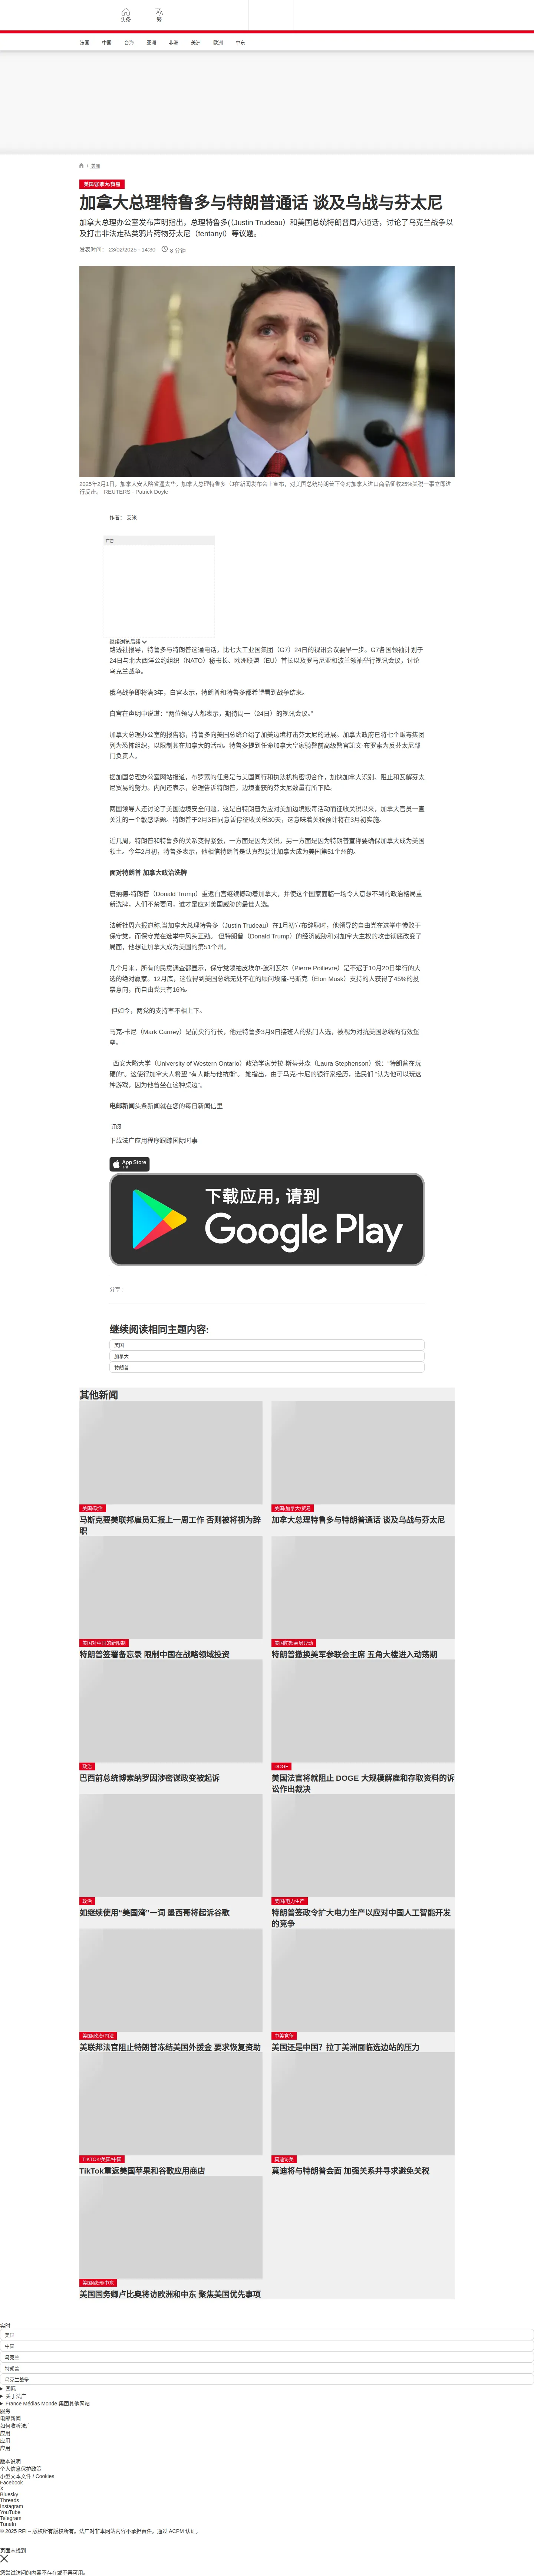 头条
繁
法国 中国 台海 亚洲 非洲 美洲 欧洲 中东
/ 美洲
美国/加拿大/贸易
加拿大总理特鲁多与特朗普通话 谈及乌战与芬太尼
加拿大总理办公室发布声明指出，总理特鲁多((Justin Trudeau）和美国总统特朗普周六通话，讨论了乌克兰战争以
及打击非法走私类鸦片药物芬太尼（fentanyl）等议题。
发表时间： 23/02/2025 - 14:30 6 分钟
2025年2月1日，加拿大安大略省渥太华，加拿大总理特鲁多（J在新闻发布会上宣布，对美国总统特朗普下令对加拿大进口商品征收25%关税一事立即进
行反击。 REUTERS - Patrick Doyle
作者： 艾米
广告
继续浏览后续
路透社报导，特鲁多与特朗普这通电话，比七大工业国集团（G7）24日的视讯会议要早一步。G7各国领袖计划于
24日与北大西洋公约组织（NATO）秘书长、欧洲联盟（EU）首长以及罗马尼亚和波兰领袖举行视讯会议，讨论
乌克兰战争。
俄乌战争即将满3年，白宫表示，特朗普和特鲁多都希望看到战争结束。
白宫在声明中说道：“两位领导人都表示，期待周一（24日）的视讯会议。”
加拿大总理办公室的报告称，特鲁多向美国总统介绍了加美边境打击芬太尼的进展。加拿大政府已将七个贩毒集团
列为恐怖组织，以限制其在加拿大的活动。特鲁多提到任命加拿大皇家骑警前高级警官凯文·布罗索为反芬太尼部
门负责人。
据加国总理办公室网站报道，布罗索的任务是与美国同行和执法机构密切合作，加快加拿大识别、阻止和瓦解芬太
尼贸易的努力。内阁还表示，总理告诉特朗普，边境查获的芬太尼数量有所下降。
两国领导人还讨论了美国边境安全问题，这是自特朗普为应对美加边境贩毒活动而征收关税以来，加拿大官员一直
关注的一个敏感话题。特朗普于2月3日同意暂停征收关税30天，这意味着关税预计将在3月初实施。
近几周，特朗普和特鲁多的关系变得紧张，一方面是因为关税，另一方面是因为特朗普宣称要确保加拿大成为美国
领土。今年2月初，特鲁多表示，他相信特朗普是认真想要让加拿大成为美国第51个州的。
面对特朗普 加拿大政治洗牌
唐纳德·特朗普（Donald Trump）重返白宫继续撼动着加拿大，并使这个国家面临一场令人意想不到的政治格局重
新洗牌，人们不禁要问，谁才是应对美国威胁的最佳人选。
法新社周六报道称,当加拿大总理特鲁多（Justin Trudeau）在1月初宣布辞职时，他领导的自由党在选举中惨败于
保守党，而保守党在选举中风头正劲。 但特朗普（Donald Trump）的经济威胁和对加拿大主权的攻击彻底改变了
局面，他想让加拿大成为美国的第51个州。
几个月来，所有的民意调查都显示，保守党领袖皮埃尔·波利瓦尔（Pierre Poilievre）是不迟于10月20日举行的大
选的绝对赢家。12月底，这位得到美国总统无处不在的顾问埃隆·马斯克（Elon Musk）支持的人获得了45%的投
票意向，而自由党只有16%。
但如今，两党的支持率不相上下。
马克·卡尼（Mark Carney）是前央行行长，他是特鲁多3月9日接班人的热门人选，被视为对抗美国总统的有效堡
垒。
西安大略大学（University of Western Ontario）政治学家劳拉·斯蒂芬森（Laura Stephenson）说：“特朗普在玩
硬的”。这使得加拿大人希望 “有人能与他抗衡”。 她指出，由于马克·卡尼的银行家经历，选民们 “认为他可以玩这
种游戏，因为他曾坐在这种桌边”。
电邮新闻头条新闻就在您的每日新闻信里
订阅
下载法广应用程序跟踪国际时事
App Store
下载
下载应用，请到
Google Play
分享 :
继续阅读相同主题内容:
美国
加拿大
特朗普
其他新闻
美国/政治
马斯克要美联邦雇员汇报上一周工作 否则被将视为辞
职
美国/加拿大/贸易
加拿大总理特鲁多与特朗普通话 谈及乌战与芬太尼
美国对中国的新规制
特朗普签署备忘录 限制中国在战略领域投资
美国防部高层异动
特朗普撤换美军参联会主席 五角大楼进入动荡期
政治
巴西前总统博索纳罗因涉密谋政变被起诉
DOGE
美国法官将就阻止 DOGE 大规模解雇和存取资料的诉
讼作出裁决
政治
如继续使用“美国湾”一词 墨西哥将起诉谷歌
美国/电力生产
特朗普签政令扩大电力生产以应对中国人工智能开发
的竞争
美国/政治/司法
美联邦法官阻止特朗普冻结美国外援金 要求恢复资助
中美竞争
美国还是中国？拉丁美洲面临选边站的压力
TIKTOK/美国/中国
TikTok重返美国苹果和谷歌应用商店
莫迪访美
莫迪将与特朗普会面 加强关系并寻求避免关税
美国/欧洲/中东
美国国务卿卢比奥将访欧洲和中东 聚焦美国优先事项
实时
美国
中国
乌克兰
特朗普
乌克兰战争
国际
关于法广
France Médias Monde 集团其他网站
服务
电邮新闻
如何收听法广
应用
应用
应用
版本说明
个人信息保护政策
小型文本文件 / Cookies
Facebook
X
Bluesky
Threads
Instagram
YouTube
Telegram
TuneIn
© 2025 RFI – 版权所有版权所有。法广对非本网站内容不承担责任。通过 ACPM 认证。
页面未找到
您尝试访问的内容不存在或不再可用。